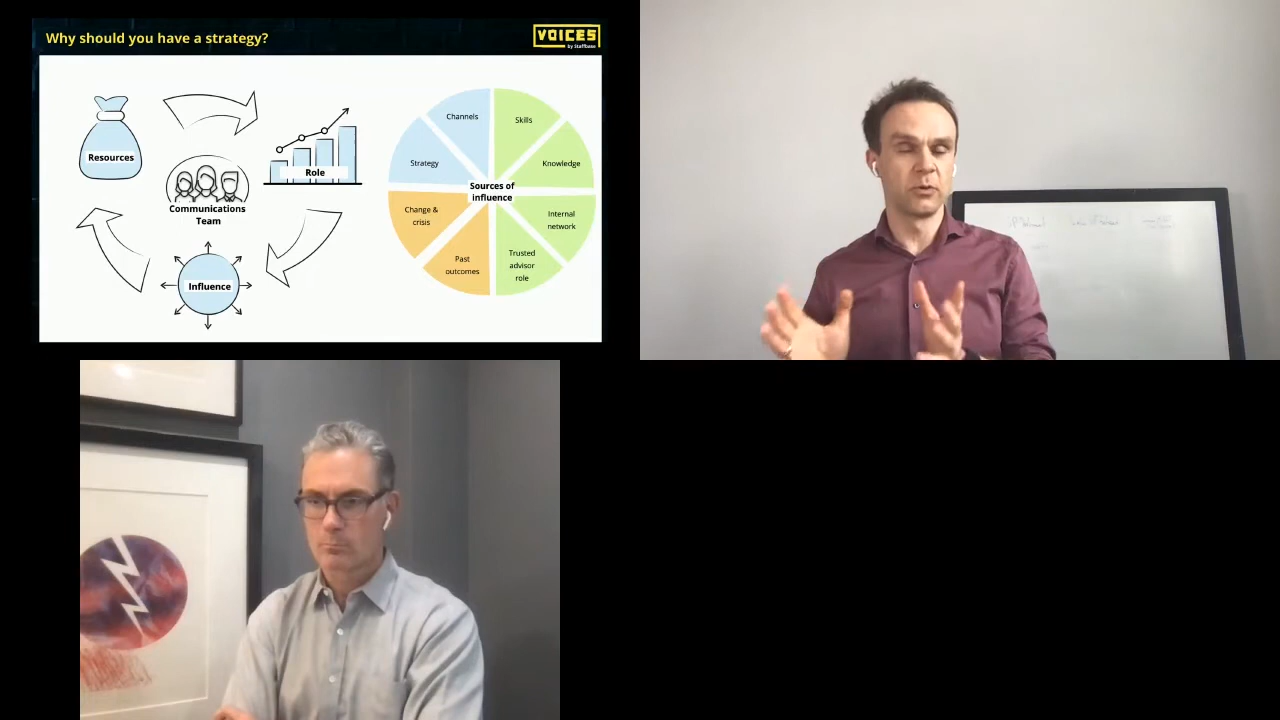 Why should you have a strategy?
VOICES
by Staffbase
Resources
Role
Communications
Team
Influence
Channels
Skills
Strategy
Knowledge
Sources of
influence
Change &
crisis
Internal
network
Past
outcomes
Trusted
advisor
role